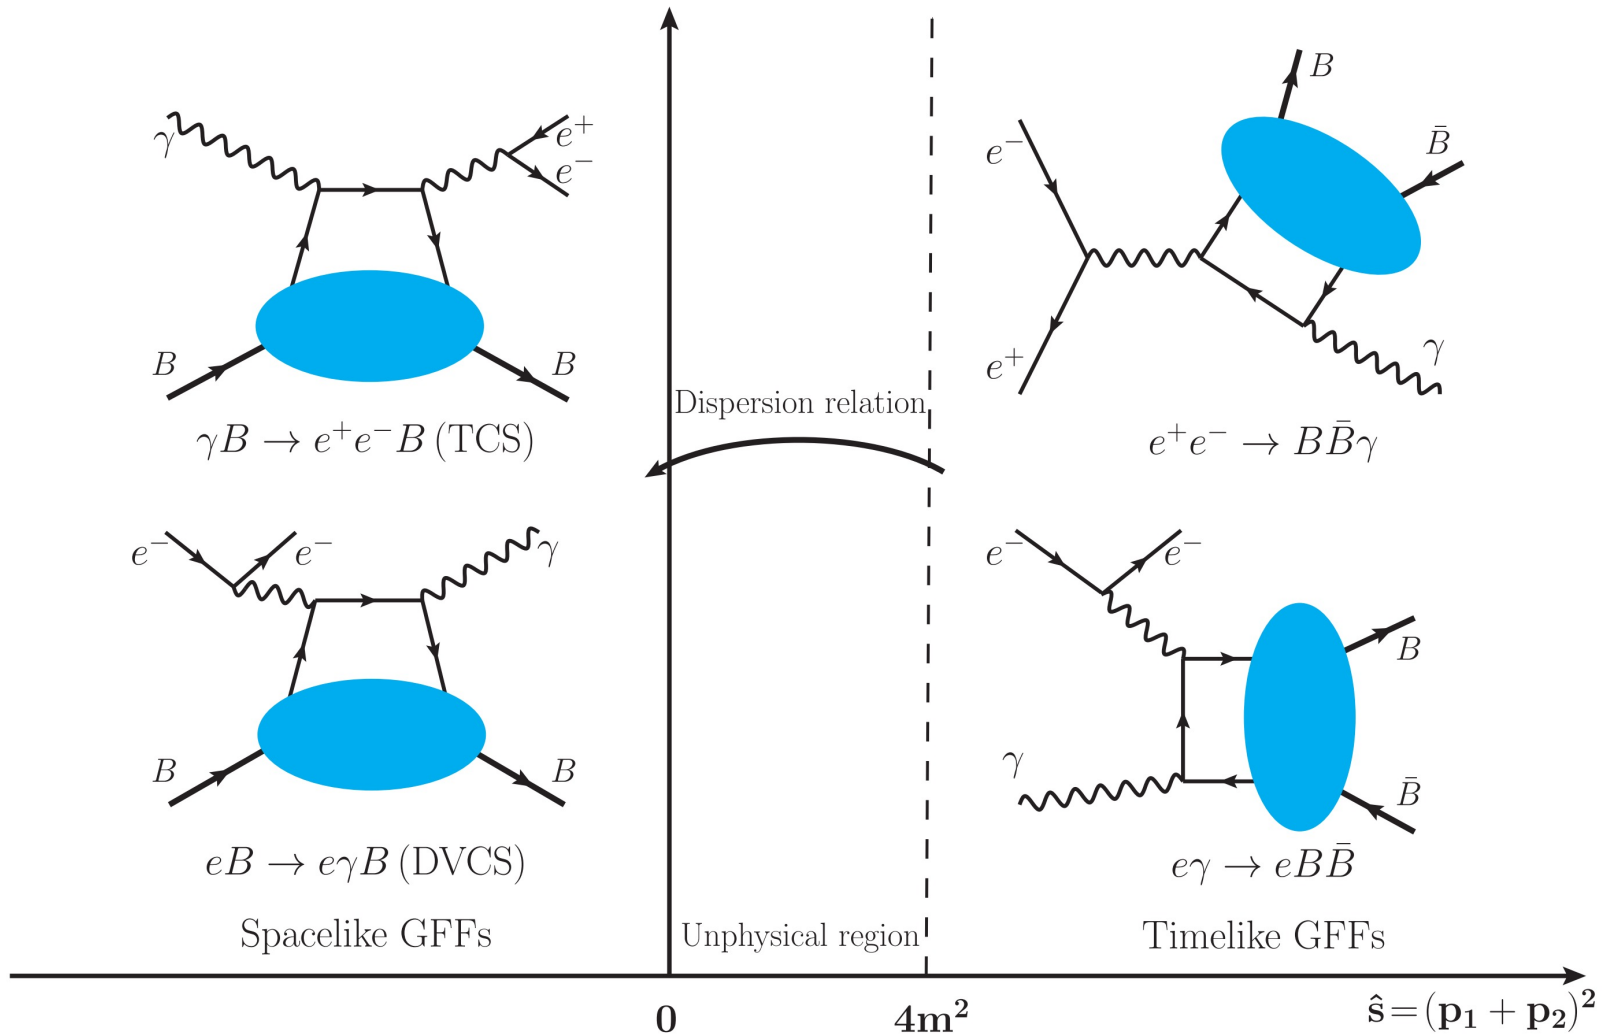 γ
e⁺
e⁻
B
B
γB → e⁺e⁻B (TCS)
e⁻
e⁻
γ
B
B
eB → eγB (DVCS)
Spacelike GFFs
Dispersion relation
Unphysical region
B
B̄
e⁻
e⁺
γ
e⁺e⁻ → BB̄γ
e⁻
e⁻
B
γ
B̄
eγ → eBB̄
Timelike GFFs
0
4m²
ŝ = (p₁ + p₂)²